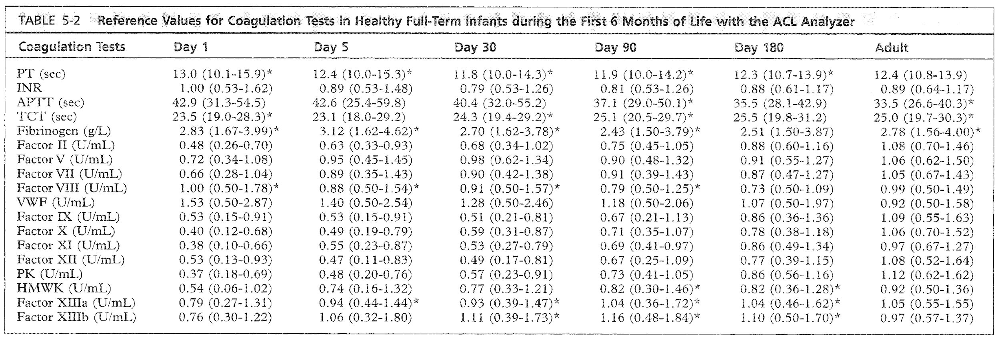 TABLE 5-2 Reference Values for Coagulation Tests in Healthy Full-Term Infants during the First 6 Months of Life with the ACL Analyzer
Coagulation Tests Day 1 Day 5 Day 30 Day 90 Day 180 Adult
PT (sec) 13.0 (10.1-15.9)* 12.4 (10.0-15.3)* 11.8 (10.0-14.3)* 11.9 (10.0-14.2)* 12.3 (10.7-13.9)* 12.4 (10.8-13.9)
INR 1.00 (0.53-1.62) 0.89 (0.53-1.48) 0.79 (0.53-1.26) 0.81 (0.53-1.26) 0.88 (0.61-1.17) 0.89 (0.64-1.17)
APTT (sec) 42.9 (31.3-54.5) 42.6 (25.4-59.8) 40.4 (32.0-55.2) 37.1 (29.0-50.1)* 35.5 (28.1-42.9) 33.5 (26.6-40.3)*
TCT (sec) 23.5 (19.0-28.3)* 23.1 (18.0-29.2) 24.3 (19.4-29.2)* 25.1 (20.5-29.7)* 25.5 (19.8-31.2) 25.0 (19.7-30.3)*
Fibrinogen (g/L) 2.83 (1.67-3.99)* 3.12 (1.62-4.62)* 2.70 (1.62-3.78)* 2.43 (1.50-3.79)* 2.51 (1.50-3.87) 2.78 (1.56-4.00)*
Factor II (U/mL) 0.48 (0.26-0.70) 0.63 (0.33-0.93) 0.68 (0.34-1.02) 0.75 (0.45-1.05) 0.88 (0.60-1.16) 1.08 (0.70-1.46)
Factor V (U/mL) 0.72 (0.34-1.08) 0.95 (0.45-1.45) 0.98 (0.62-1.34) 0.90 (0.48-1.32) 0.91 (0.55-1.27) 1.06 (0.62-1.50)
Factor VII (U/mL) 0.66 (0.28-1.04) 0.89 (0.35-1.43) 0.90 (0.42-1.38) 0.91 (0.39-1.43) 0.87 (0.47-1.27) 1.05 (0.67-1.43)
Factor VIII (U/mL) 1.00 (0.50-1.78)* 0.88 (0.50-1.54)* 0.91 (0.50-1.57)* 0.79 (0.50-1.25)* 0.73 (0.50-1.09) 0.99 (0.50-1.49)
VWF (U/mL) 1.53 (0.50-2.87) 1.40 (0.50-2.54) 1.28 (0.50-2.46) 1.18 (0.50-2.06) 1.07 (0.50-1.97) 0.92 (0.50-1.58)
Factor IX (U/mL) 0.53 (0.15-0.91) 0.53 (0.15-0.91) 0.51 (0.21-0.81) 0.67 (0.21-1.13) 0.86 (0.36-1.36) 1.09 (0.55-1.63)
Factor X (U/mL) 0.40 (0.12-0.68) 0.49 (0.19-0.79) 0.59 (0.31-0.87) 0.71 (0.35-1.07) 0.78 (0.38-1.18) 1.06 (0.70-1.52)
Factor XI (U/mL) 0.38 (0.10-0.66) 0.55 (0.23-0.87) 0.53 (0.27-0.79) 0.69 (0.41-0.97) 0.86 (0.49-1.34) 0.97 (0.67-1.27)
Factor XII (U/mL) 0.53 (0.13-0.93) 0.47 (0.11-0.83) 0.49 (0.17-0.81) 0.67 (0.25-1.09) 0.77 (0.39-1.15) 1.08 (0.52-1.64)
PK (U/mL) 0.37 (0.18-0.69) 0.48 (0.20-0.76) 0.57 (0.23-0.91) 0.73 (0.41-1.05) 0.86 (0.56-1.16) 1.12 (0.62-1.62)
HMWK (U/mL) 0.54 (0.06-1.02) 0.74 (0.16-1.32) 0.77 (0.33-1.21) 0.82 (0.30-1.46)* 0.82 (0.36-1.28)* 0.92 (0.50-1.36)
Factor XIIIa (U/mL) 0.79 (0.27-1.31) 0.94 (0.44-1.44)* 0.93 (0.39-1.47)* 1.04 (0.36-1.72)* 1.04 (0.46-1.62)* 1.05 (0.55-1.55)
Factor XIIIb (U/mL) 0.76 (0.30-1.22) 1.06 (0.32-1.80) 1.11 (0.39-1.73)* 1.16 (0.48-1.84)* 1.10 (0.50-1.70)* 0.97 (0.57-1.37)